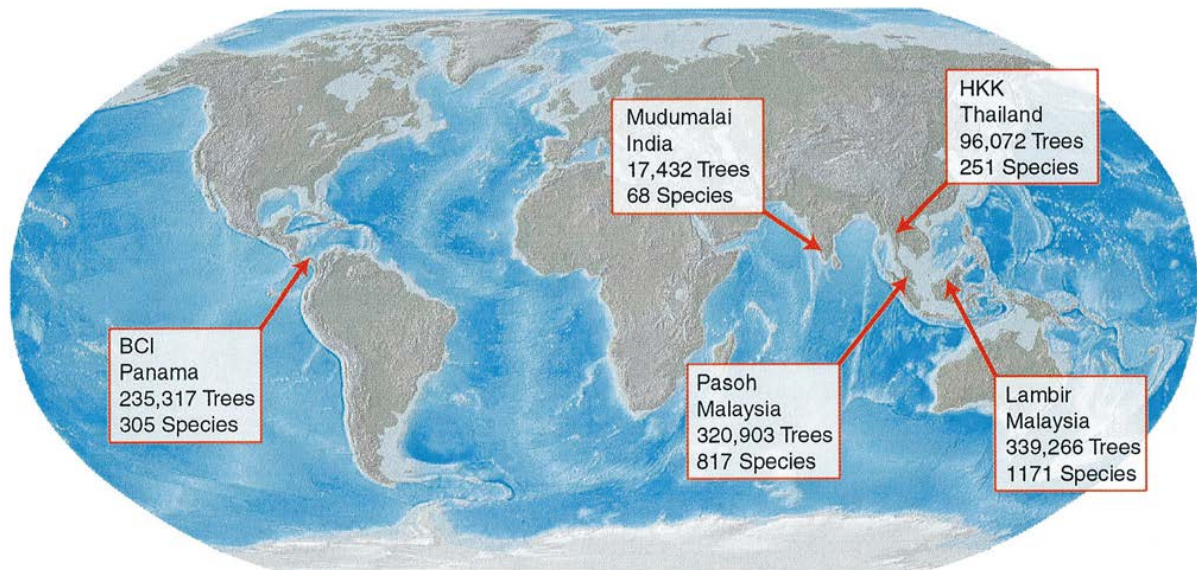 HKK
Thailand
96,072 Trees
251 Species
Mudumalai
India
17,432 Trees
68 Species
BCI
Panama
235,317 Trees
305 Species
Pasoh
Malaysia
320,903 Trees
817 Species
Lambir
Malaysia
339,266 Trees
1171 Species